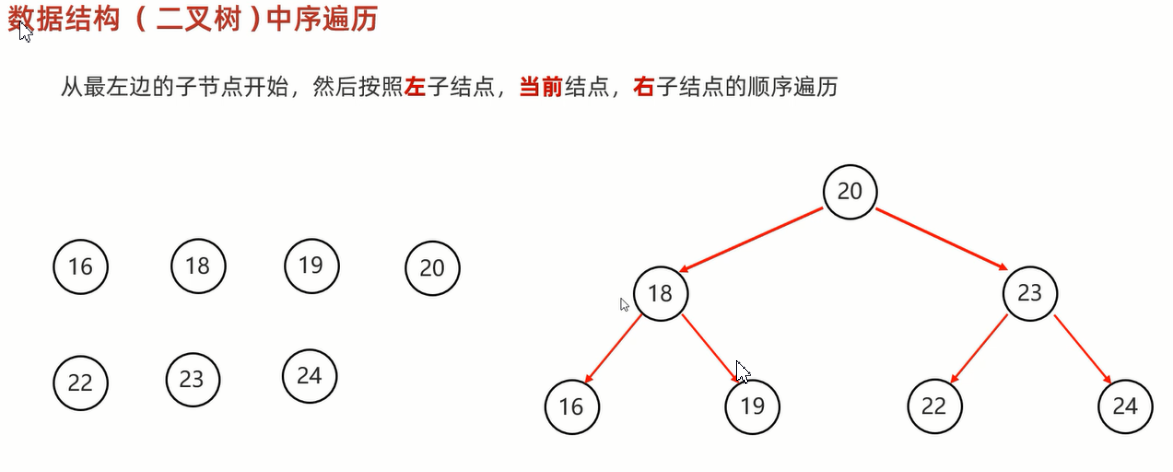 数据结构（二叉树）中序遍历
从最左边的子节点开始，然后按照左子结点，当前结点，右子结点的顺序遍历
16 18 19 20
22 23 24
20
18 23
16 19 22 24